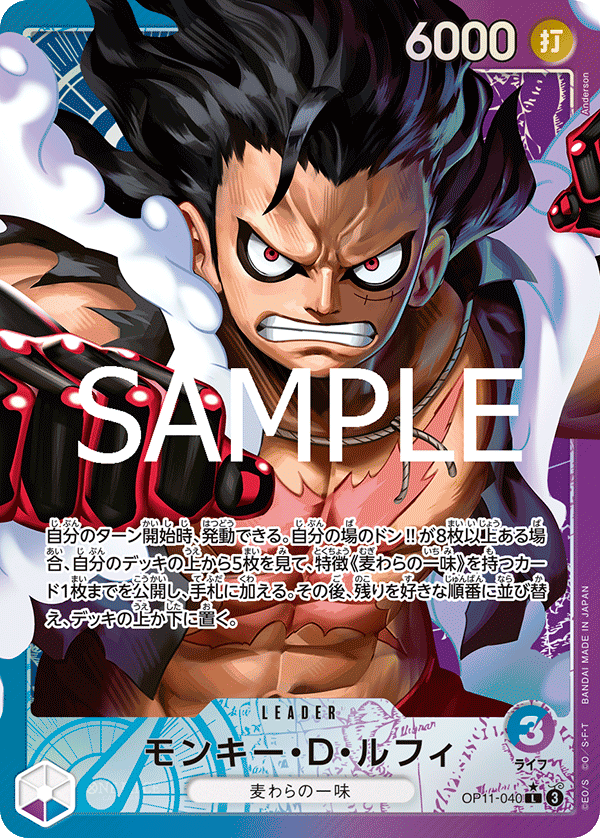 6000 打
Anderson
SAMPLE
自分のターン開始時、発動できる。自分の場のドン!!が8枚以上ある場
合、自分のデッキの上から5枚を見て、特徴《麦わらの一味》を持つカー
ド1枚までを公開し、手札に加える。その後、残りを好きな順番に並び替
え、デッキの上か下に置く。
LEADER
モンキー・D・ルフィ
麦わらの一味
3
ライフ
OP11-040 L 3
©E/O/S ©O/S・F・T BANDAI MADE IN JAPAN